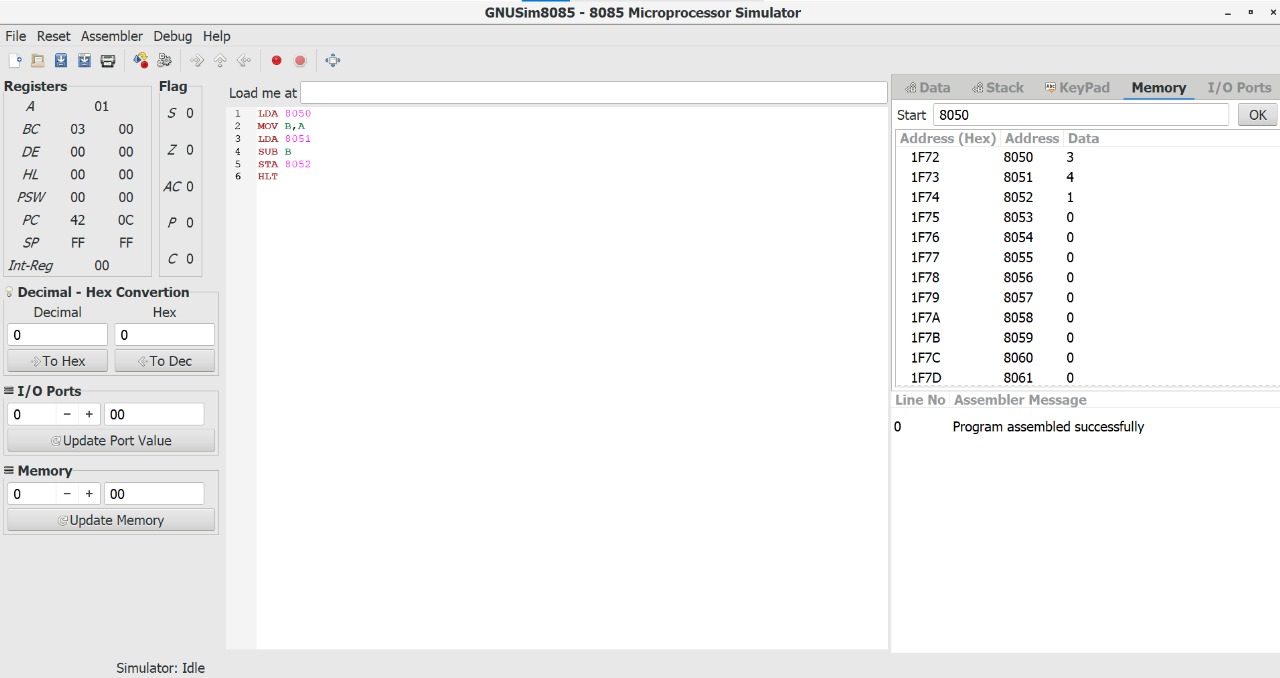 GNUSim8085 - 8085 Microprocessor Simulator
File Reset Assembler Debug Help
Registers
A 01
BC 03 00
DE 00 00
HL 00 00
PSW 00 00
PC 42 0C
SP FF FF
Int-Reg 00
Flag
S 0
Z 0
AC 0
P 0
C 0
Decimal - Hex Convertion
Decimal Hex
0 0
To Hex To Dec
I/O Ports
0 − + 00
Update Port Value
Memory
0 − + 00
Update Memory
Load me at
1 LDA 8050
2 MOV B,A
3 LDA 8051
4 SUB B
5 STA 8052
6 HLT
Data Stack KeyPad Memory I/O Ports
Start 8050 OK
Address (Hex) Address Data
1F72 8050 3
1F73 8051 4
1F74 8052 1
1F75 8053 0
1F76 8054 0
1F77 8055 0
1F78 8056 0
1F79 8057 0
1F7A 8058 0
1F7B 8059 0
1F7C 8060 0
1F7D 8061 0
Line No Assembler Message
0 Program assembled successfully
Simulator: Idle